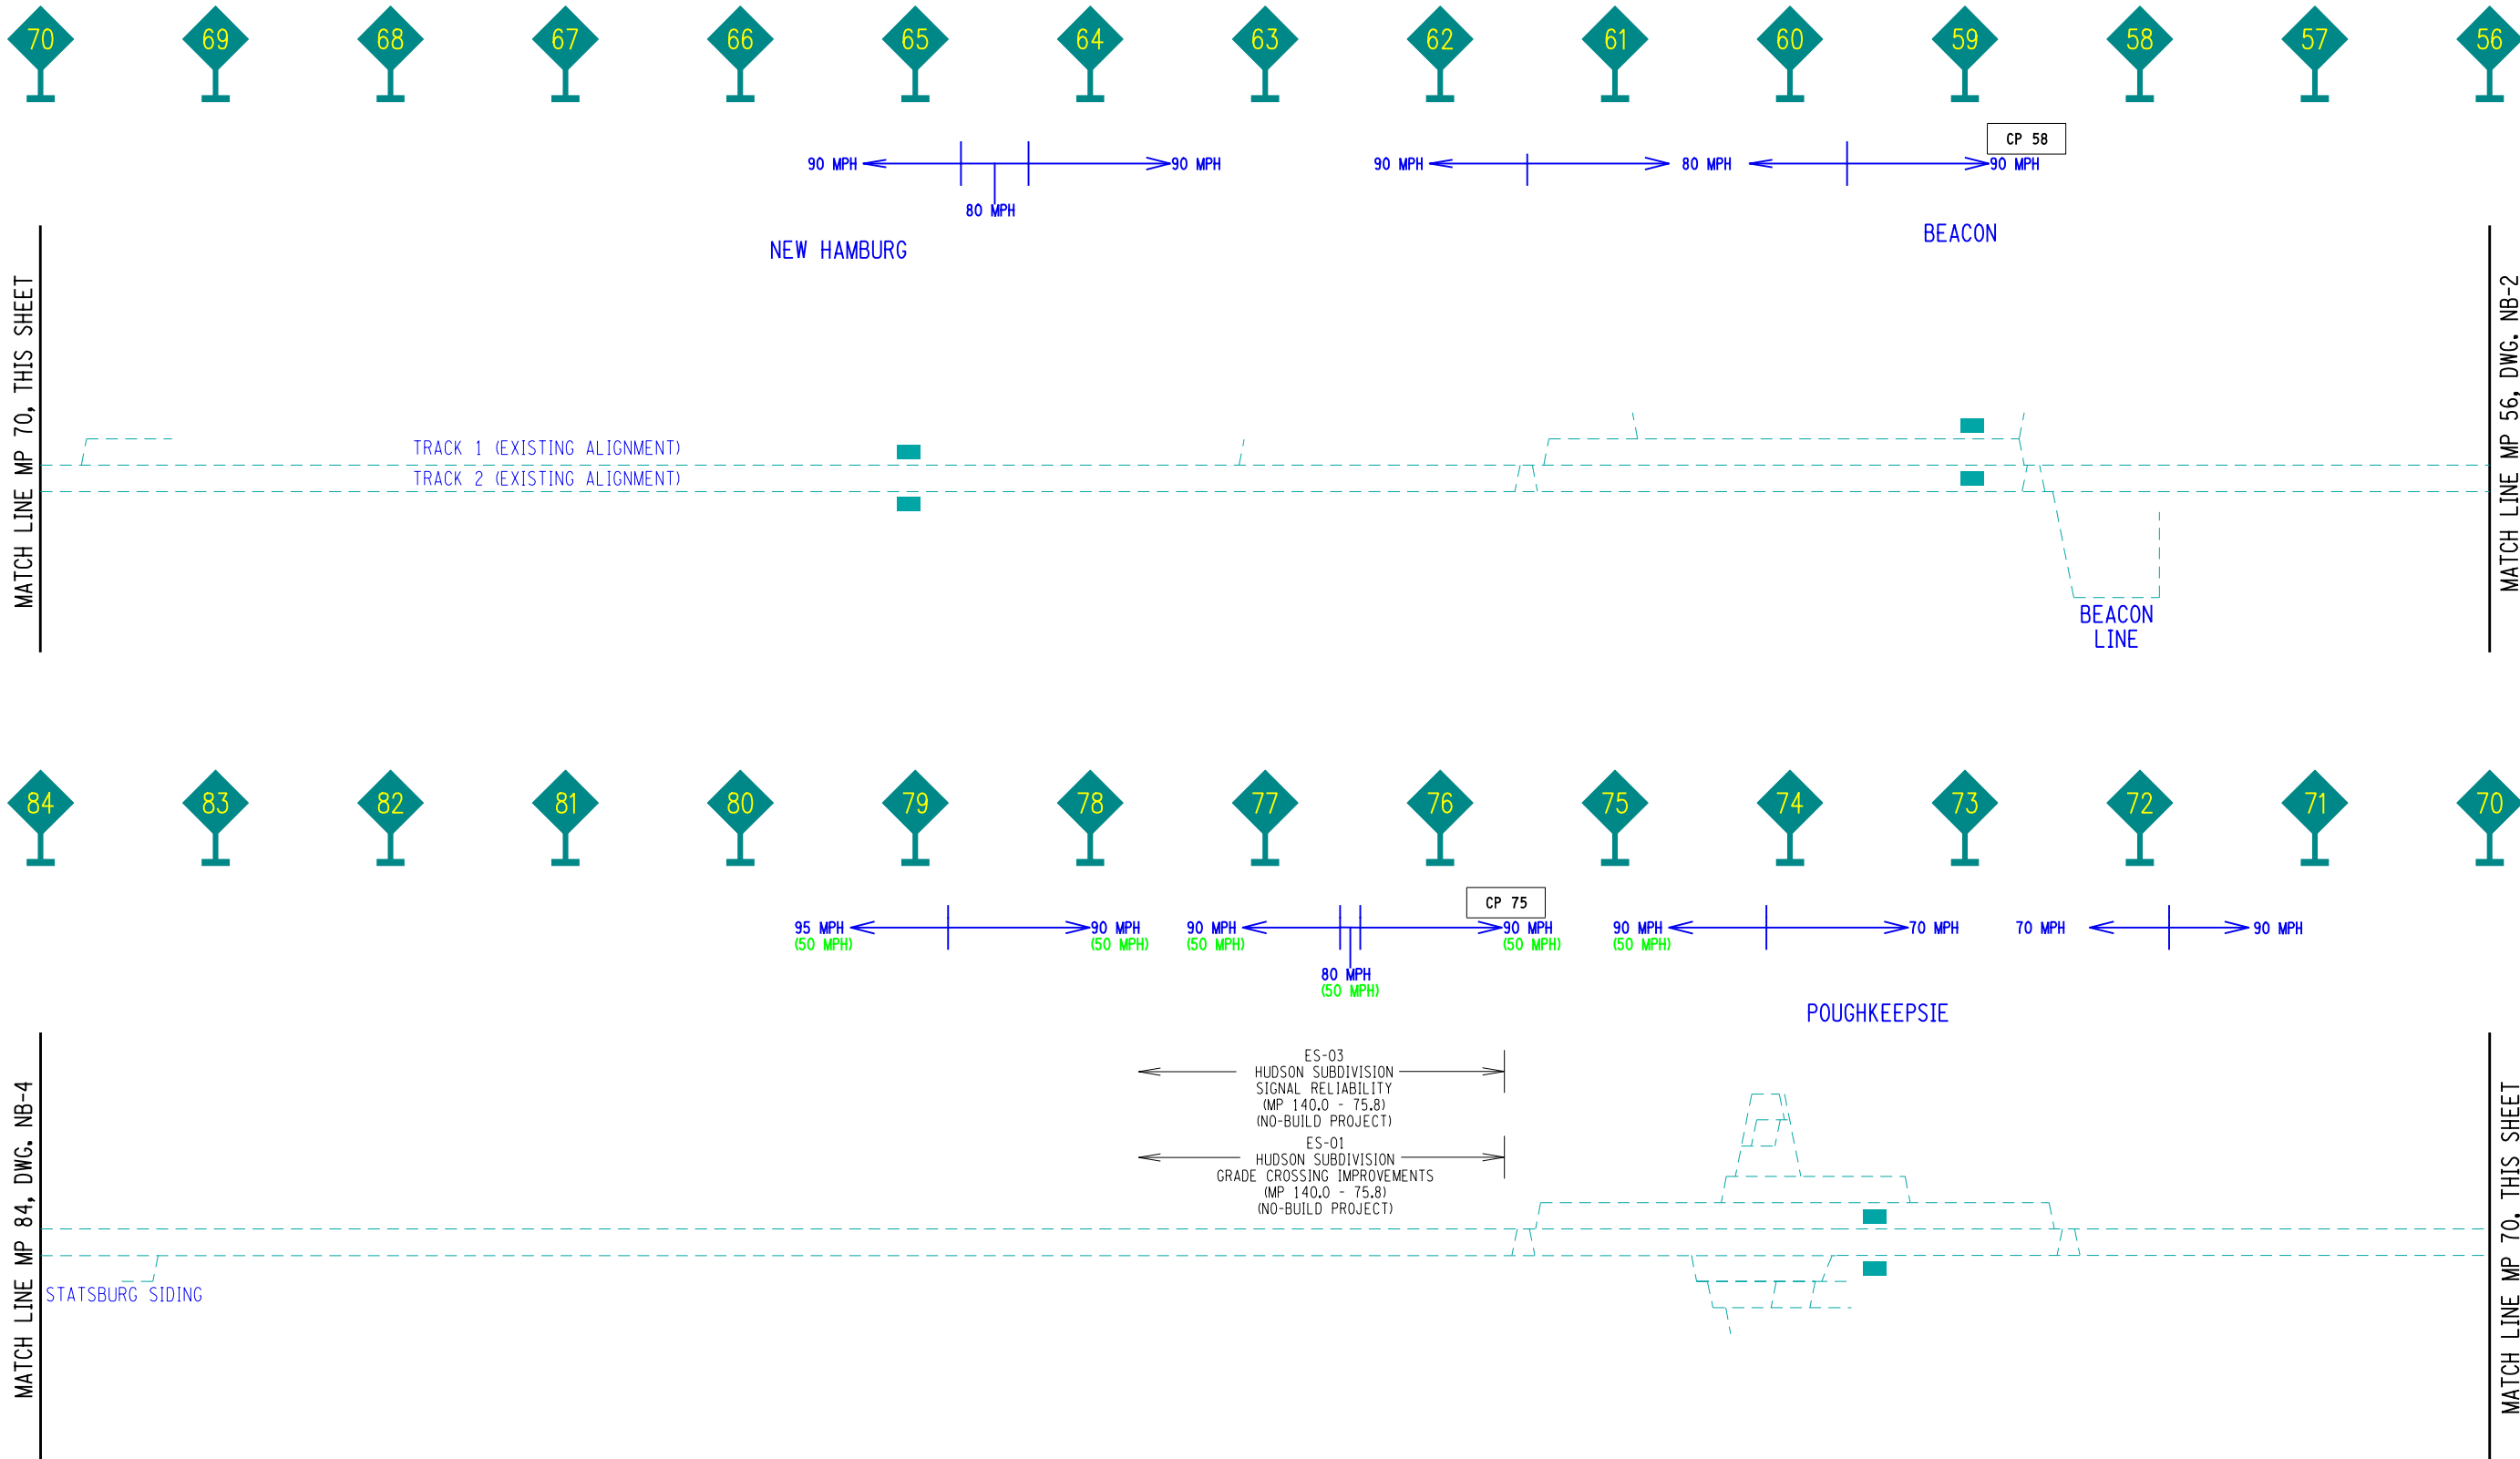 70 69 68 67 66 65 64 63 62 61 60 59 58 57 56
CP 58
90 MPH 90 MPH 90 MPH 80 MPH 90 MPH
80 MPH
NEW HAMBURG
BEACON
MATCH LINE MP 70, THIS SHEET
MATCH LINE MP 56, DWG. NB-2
TRACK 1 (EXISTING ALIGNMENT)
TRACK 2 (EXISTING ALIGNMENT)
BEACON
LINE
84 83 82 81 80 79 78 77 76 75 74 73 72 71 70
CP 75
95 MPH 90 MPH 90 MPH 90 MPH 90 MPH 70 MPH 70 MPH 90 MPH
(50 MPH) (50 MPH) (50 MPH) (50 MPH) (50 MPH)
80 MPH
(50 MPH)
POUGHKEEPSIE
MATCH LINE MP 84, DWG. NB-4
MATCH LINE MP 70, THIS SHEET
ES-03
HUDSON SUBDIVISION
SIGNAL RELIABILITY
(MP 140.0 - 75.8)
(NO-BUILD PROJECT)
ES-01
HUDSON SUBDIVISION
GRADE CROSSING IMPROVEMENTS
(MP 140.0 - 75.8)
(NO-BUILD PROJECT)
STATSBURG SIDING